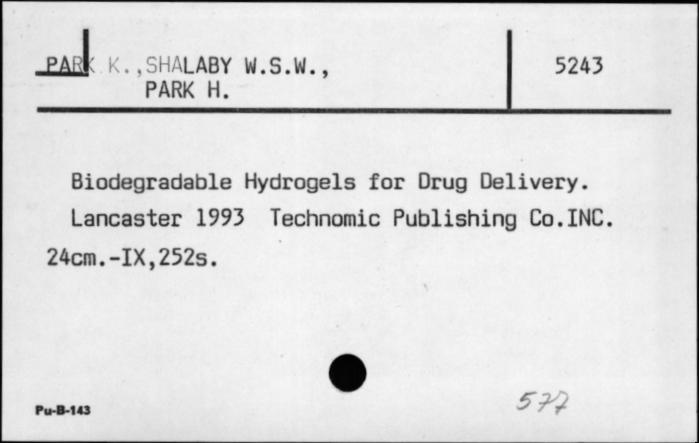 PARK K.,SHALABY W.S.W., 5243
PARK H.
Biodegradable Hydrogels for Drug Delivery.
Lancaster 1993 Technomic Publishing Co.INC.
24cm.-IX,252s.
Pu-B-143 577